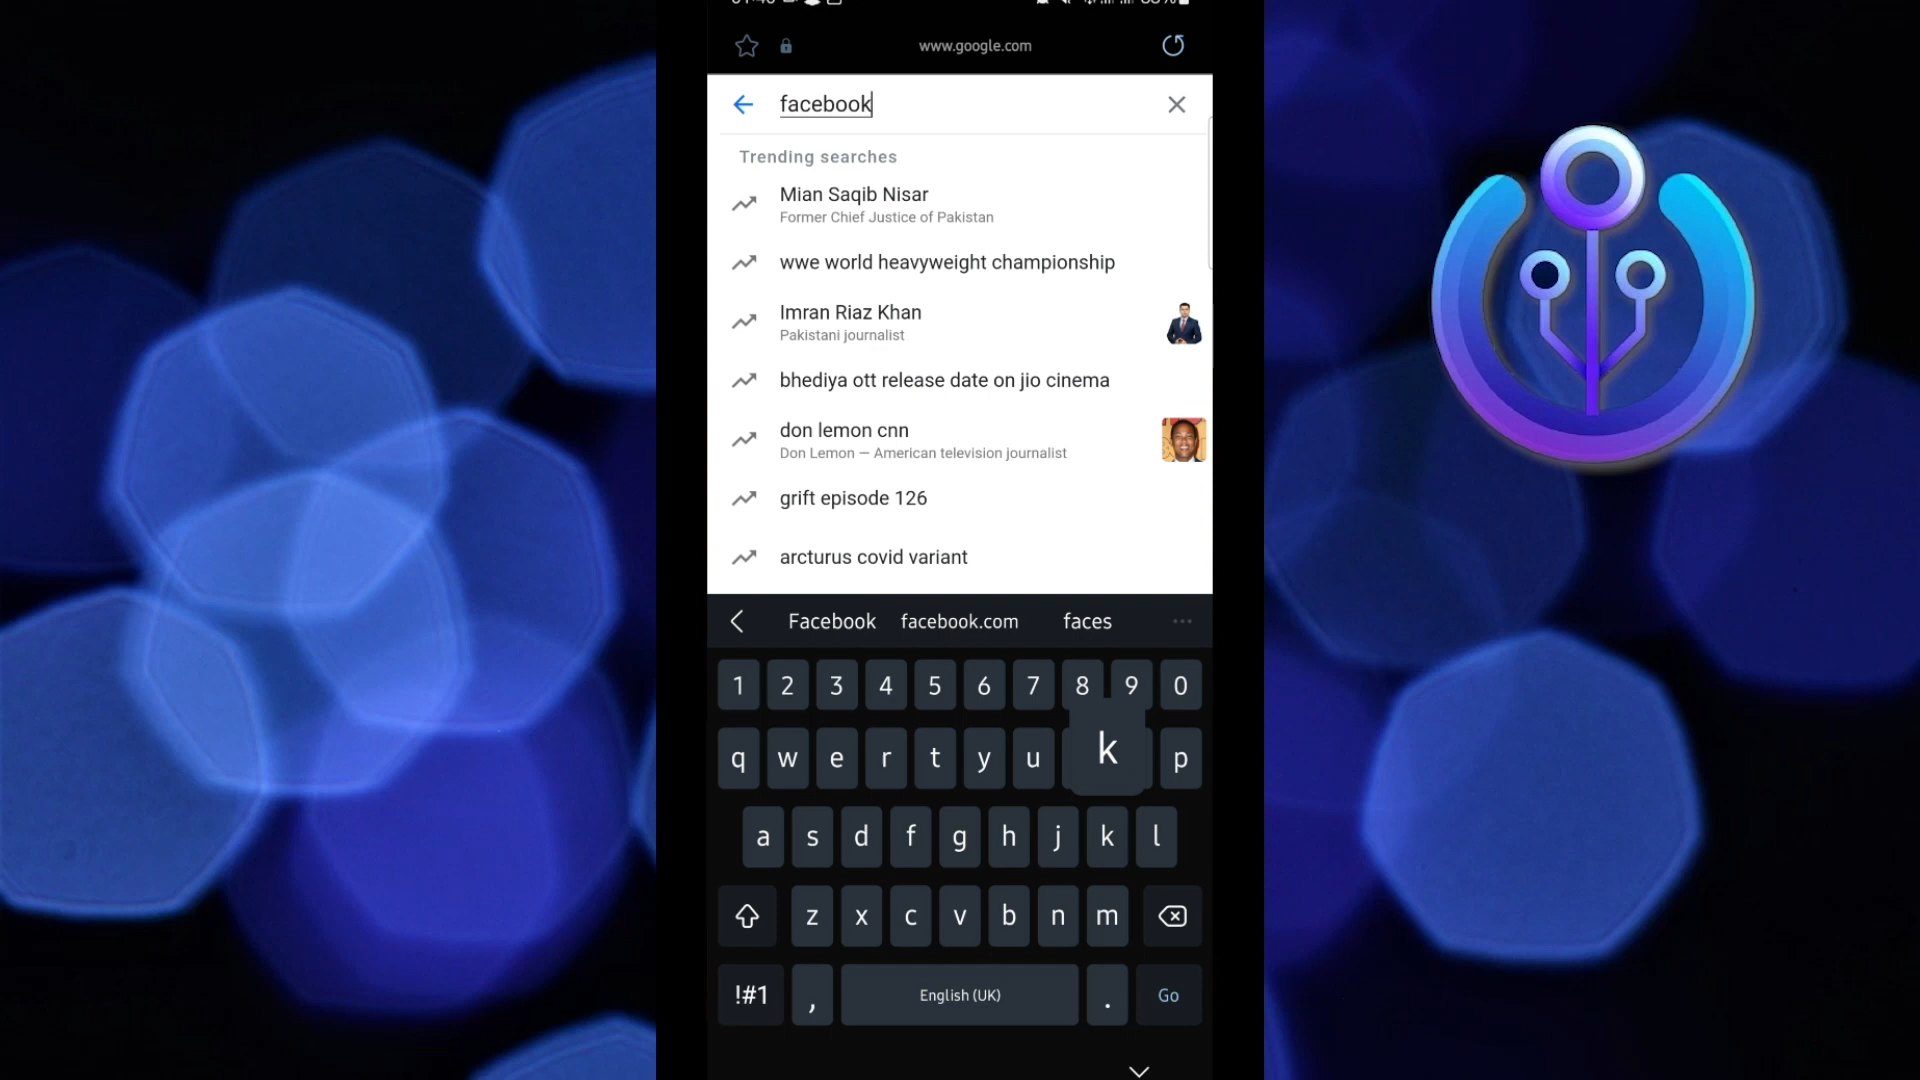 www.google.com
facebook
Trending searches
Mian Saqib Nisar
Former Chief Justice of Pakistan
wwe world heavyweight championship
Imran Riaz Khan
Pakistani journalist
bhediya ott release date on jio cinema
don lemon cnn
Don Lemon — American television journalist
grift episode 126
arcturus covid variant
Facebook facebook.com faces ...
1 2 3 4 5 6 7 8 9 0
q w e r t y u k p
a s d f g h j k l
z x c v b n m
!#1 , English (UK) . Go